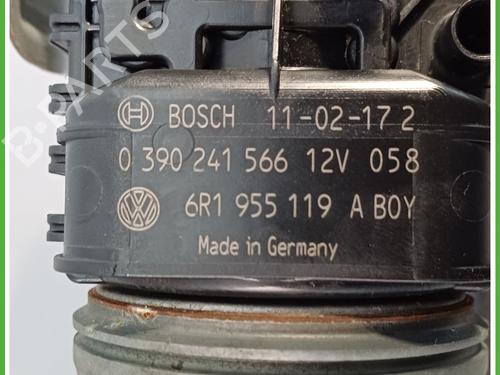 BOSCH 11-02-17 2
0 390 241 566 12V 058
6R1 955 119 A BOY
Made in Germany
B-PARTS